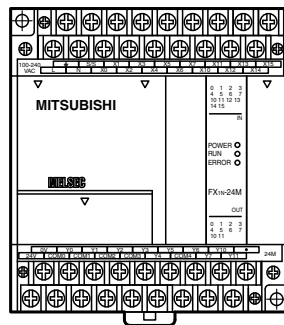 ⏚ S/S X1 X3 X5 X7 X11 X13 X15
100-240 VAC L N X0 X2 X4 X6 X10 X12 X14
MITSUBISHI
0 1 2 3
4 5 6 7
10 11 12 13
14 15
IN
POWER
RUN
ERROR
MELSEC
FX1N-24M
OUT
0 1 2 3
4 5 6 7
10 11
0V Y0 Y1 Y2 Y3 Y5 Y6 Y10
24V COM0 COM1 COM2 COM3 Y4 COM4 Y7 Y11 24M